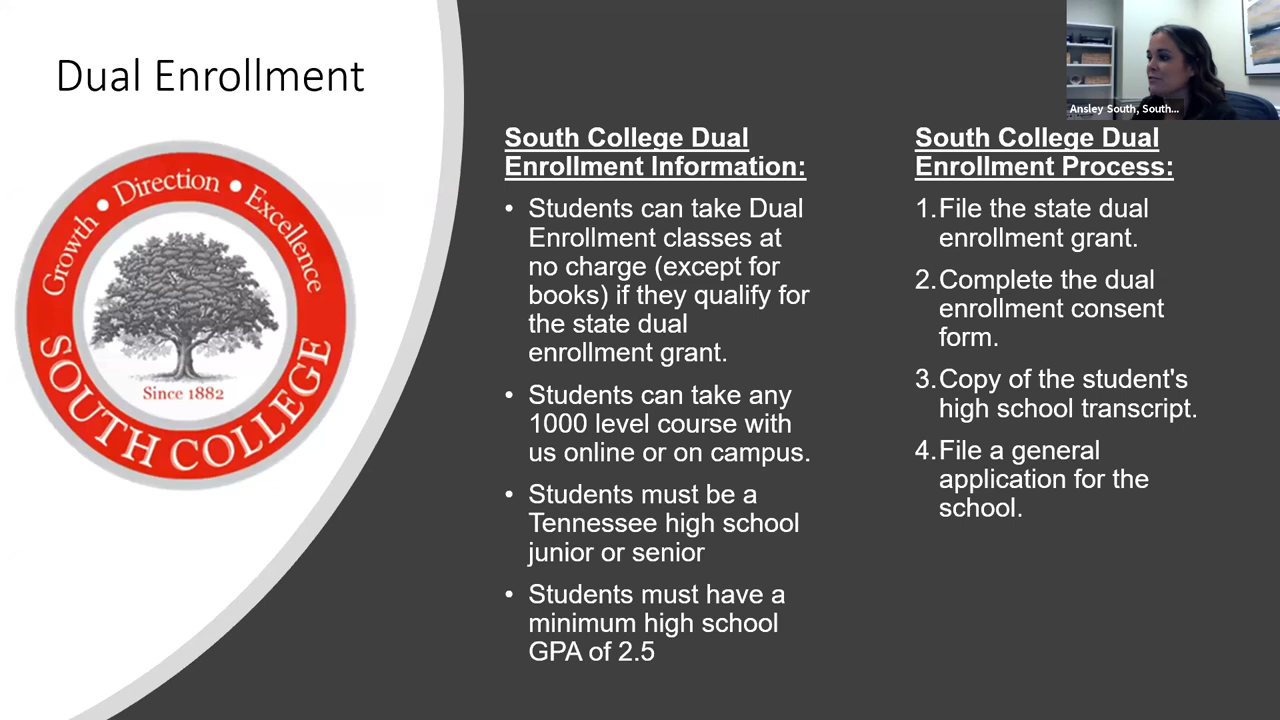 Dual Enrollment
Growth • Direction • Excellence
Since 1882
SOUTH COLLEGE
South College Dual
Enrollment Information:
• Students can take Dual
Enrollment classes at
no charge (except for
books) if they qualify for
the state dual
enrollment grant.
• Students can take any
1000 level course with
us online or on campus.
• Students must be a
Tennessee high school
junior or senior
• Students must have a
minimum high school
GPA of 2.5
Ansley South, South...
South College Dual
Enrollment Process:
1.File the state dual
enrollment grant.
2.Complete the dual
enrollment consent
form.
3.Copy of the student's
high school transcript.
4.File a general
application for the
school.